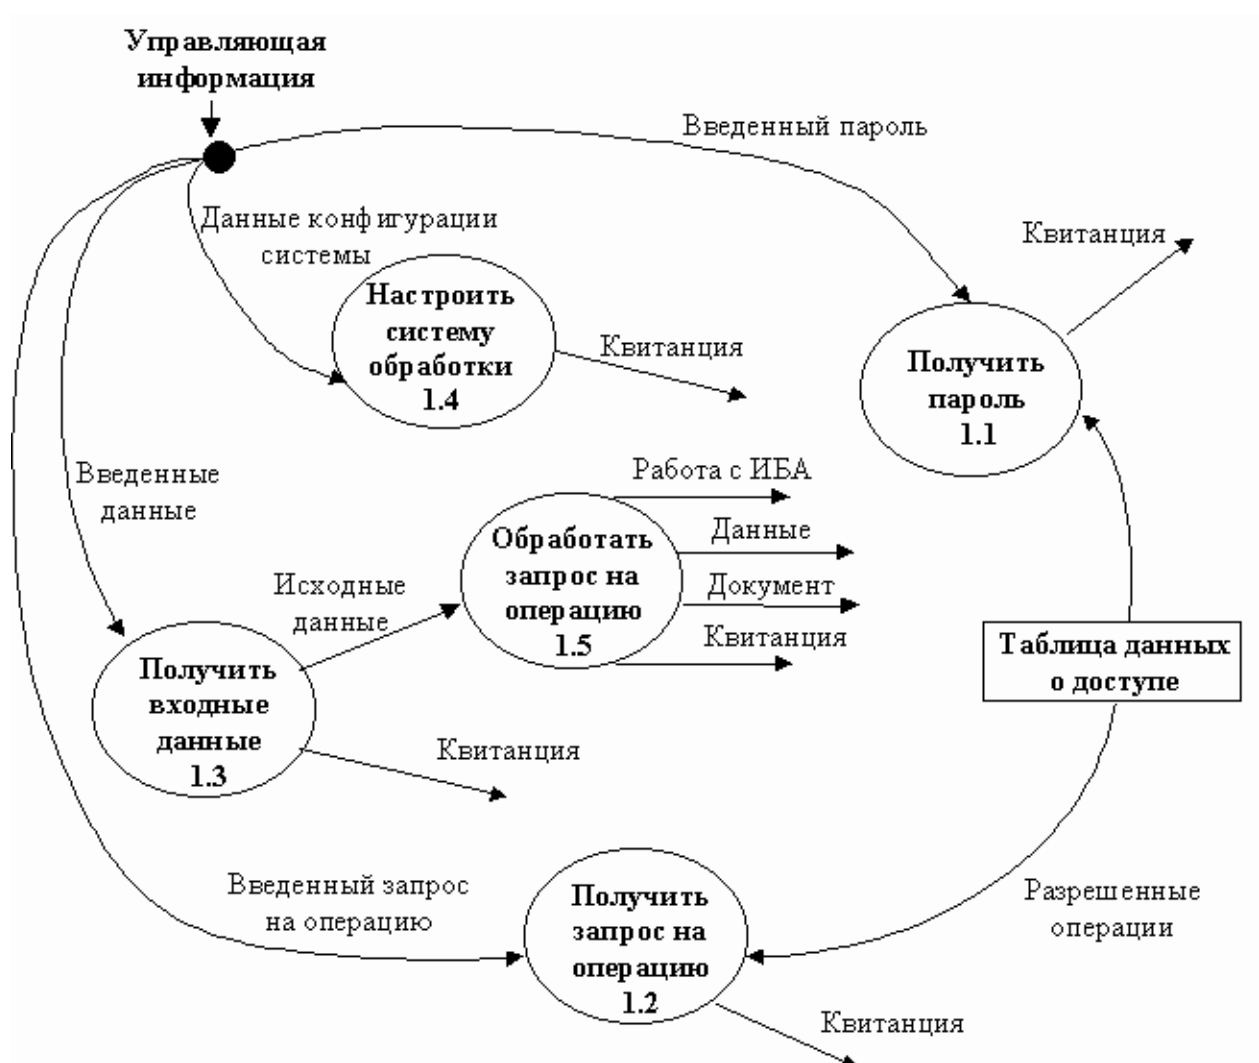 Управляющая
информация
Введенный пароль
Данные конфигурации
системы
Квитанция
Настроить
систему
обработки
1.4
Квитанция
Получить
пароль
1.1
Введенные
данные
Работа с ИБА
Обработать
запрос на
операцию
1.5
Данные
Документ
Квитанция
Исходные
данные
Таблица данных
о доступе
Получить
входные
данные
1.3
Квитанция
Введенный запрос
на операцию
Получить
запрос на
операцию
1.2
Разрешенные
операции
Квитанция